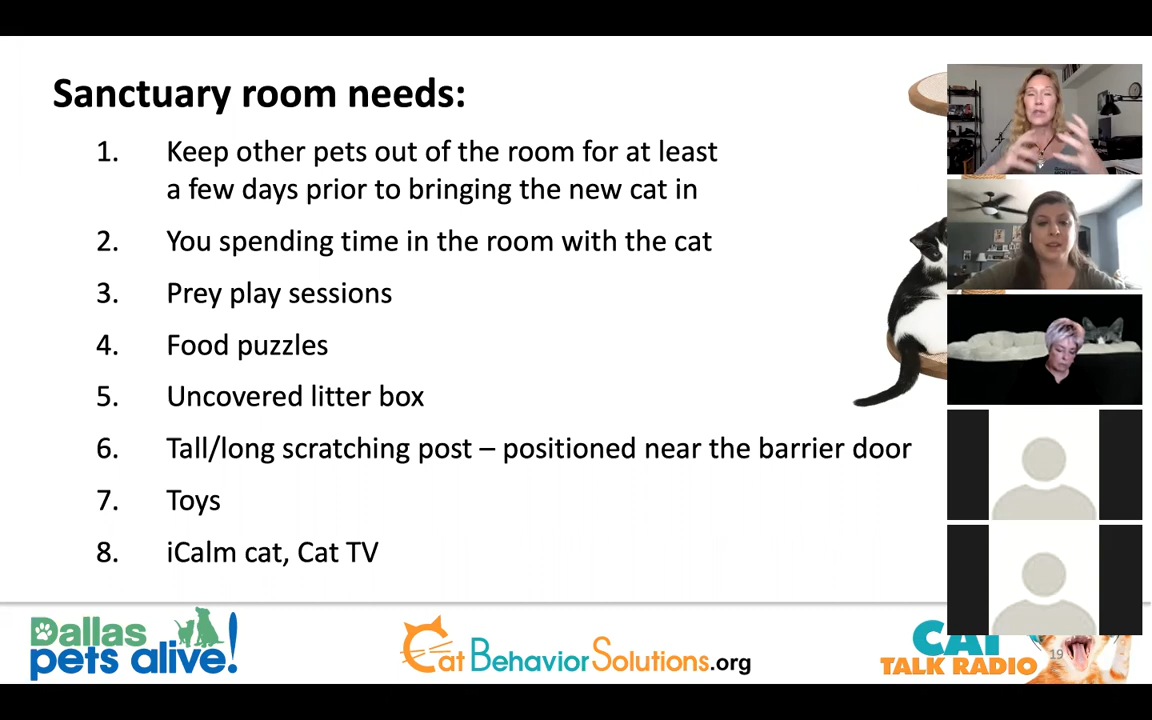 Sanctuary room needs:
1. Keep other pets out of the room for at least
a few days prior to bringing the new cat in
2. You spending time in the room with the cat
3. Prey play sessions
4. Food puzzles
5. Uncovered litter box
6. Tall/long scratching post – positioned near the barrier door
7. Toys
8. iCalm cat, Cat TV
Dallas
pets alive!
CatBehaviorSolutions.org
CAT
TALK RADIO
19